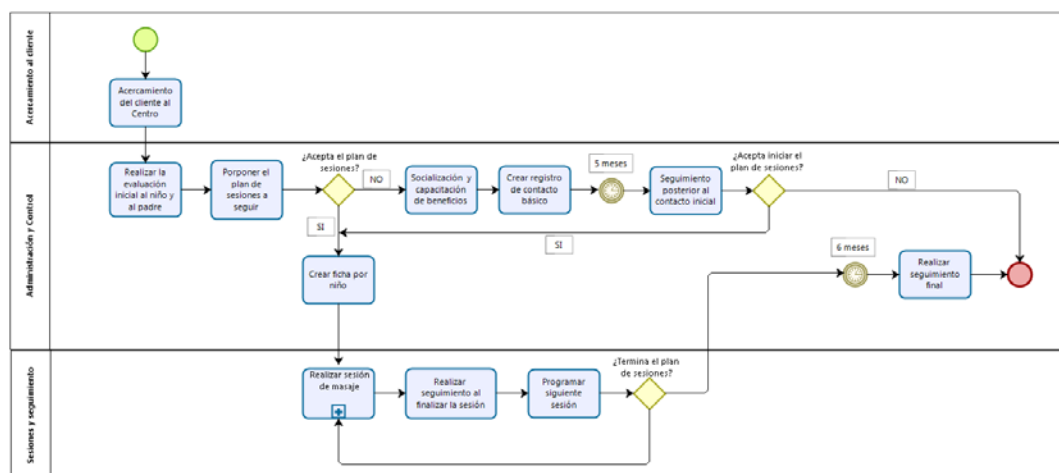 Acercamiento al cliente
Acercamiento
del cliente al
Centro
Administración y Control
Realizar la
evaluación
inicial al niño y
al padre
Porponer el
plan de
sesiones a
seguir
¿Acepta el plan de
sesiones?
NO
SI
Socialización y
capacitación
de beneficios
Crear registro
de contacto
básico
5 meses
Seguimiento
posterior al
contacto inicial
¿Acepta iniciar el
plan de sesiones?
NO
SI
Crear ficha por
niño
6 meses
Realizar
seguimiento
final
Sesiones y seguimiento
Realizar sesión
de masaje
Realizar
seguimiento al
finalizar la sesión
Programar
siguiente
sesión
¿Termina el plan
de sesiones?